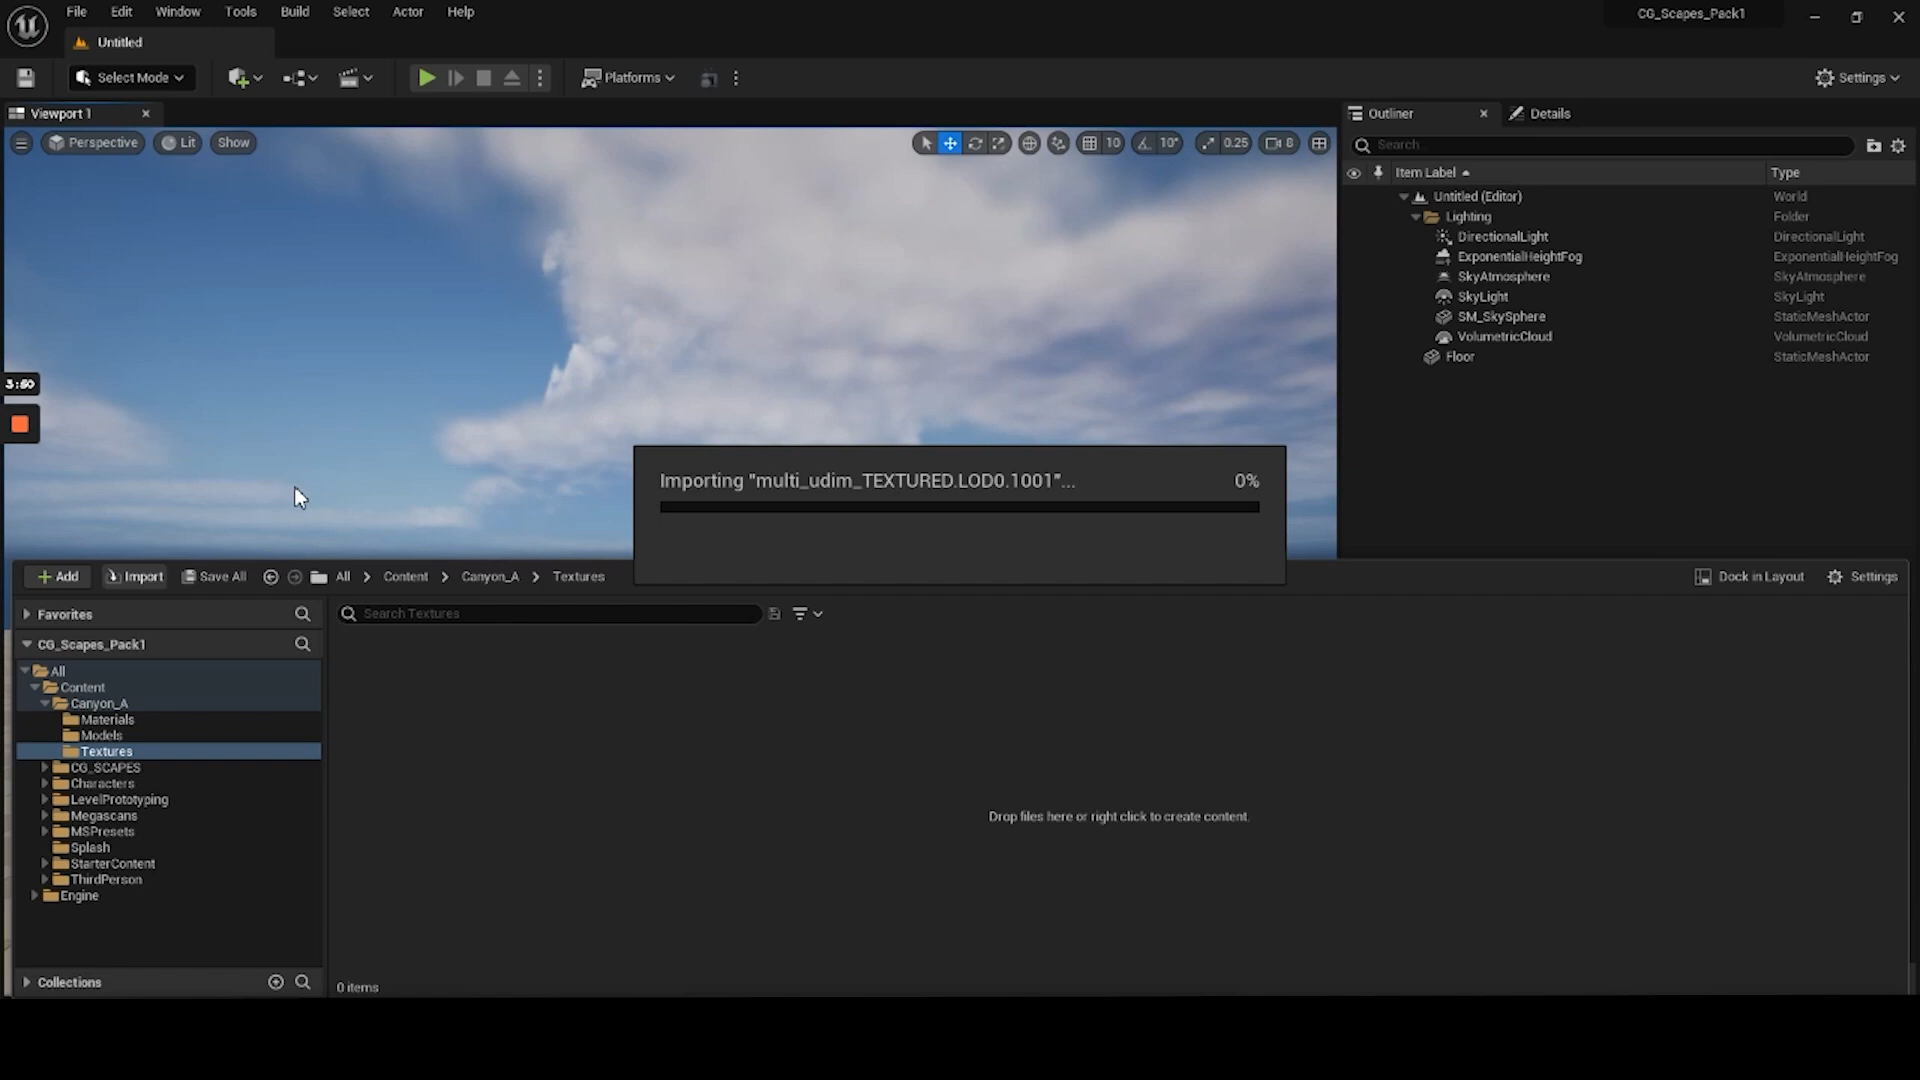 File Edit Window Tools Build Select Actor Help
CG_Scapes_Pack1
Untitled
Select Mode
Platforms
Settings
Viewport 1
Outliner
Details
Perspective
Lit
Show
10
10°
0.25
8
Search...
Item Label
Type
Untitled (Editor) World
Lighting Folder
DirectionalLight DirectionalLight
ExponentialHeightFog ExponentialHeightFog
SkyAtmosphere SkyAtmosphere
SkyLight SkyLight
SM_SkySphere StaticMeshActor
VolumetricCloud VolumetricCloud
Floor StaticMeshActor
Importing "multi_udim_TEXTURED.LOD0.1001"... 0%
Add
Import
Save All
All
Content
Canyon_A
Textures
Dock in Layout
Settings
Favorites
Search Textures
CG_Scapes_Pack1
All
Content
Canyon_A
Materials
Models
Textures
CG_SCAPES
Characters
LevelPrototyping
Megascans
MSPresets
Splash
StarterContent
ThirdPerson
Engine
Drop files here or right click to create content.
Collections
0 items